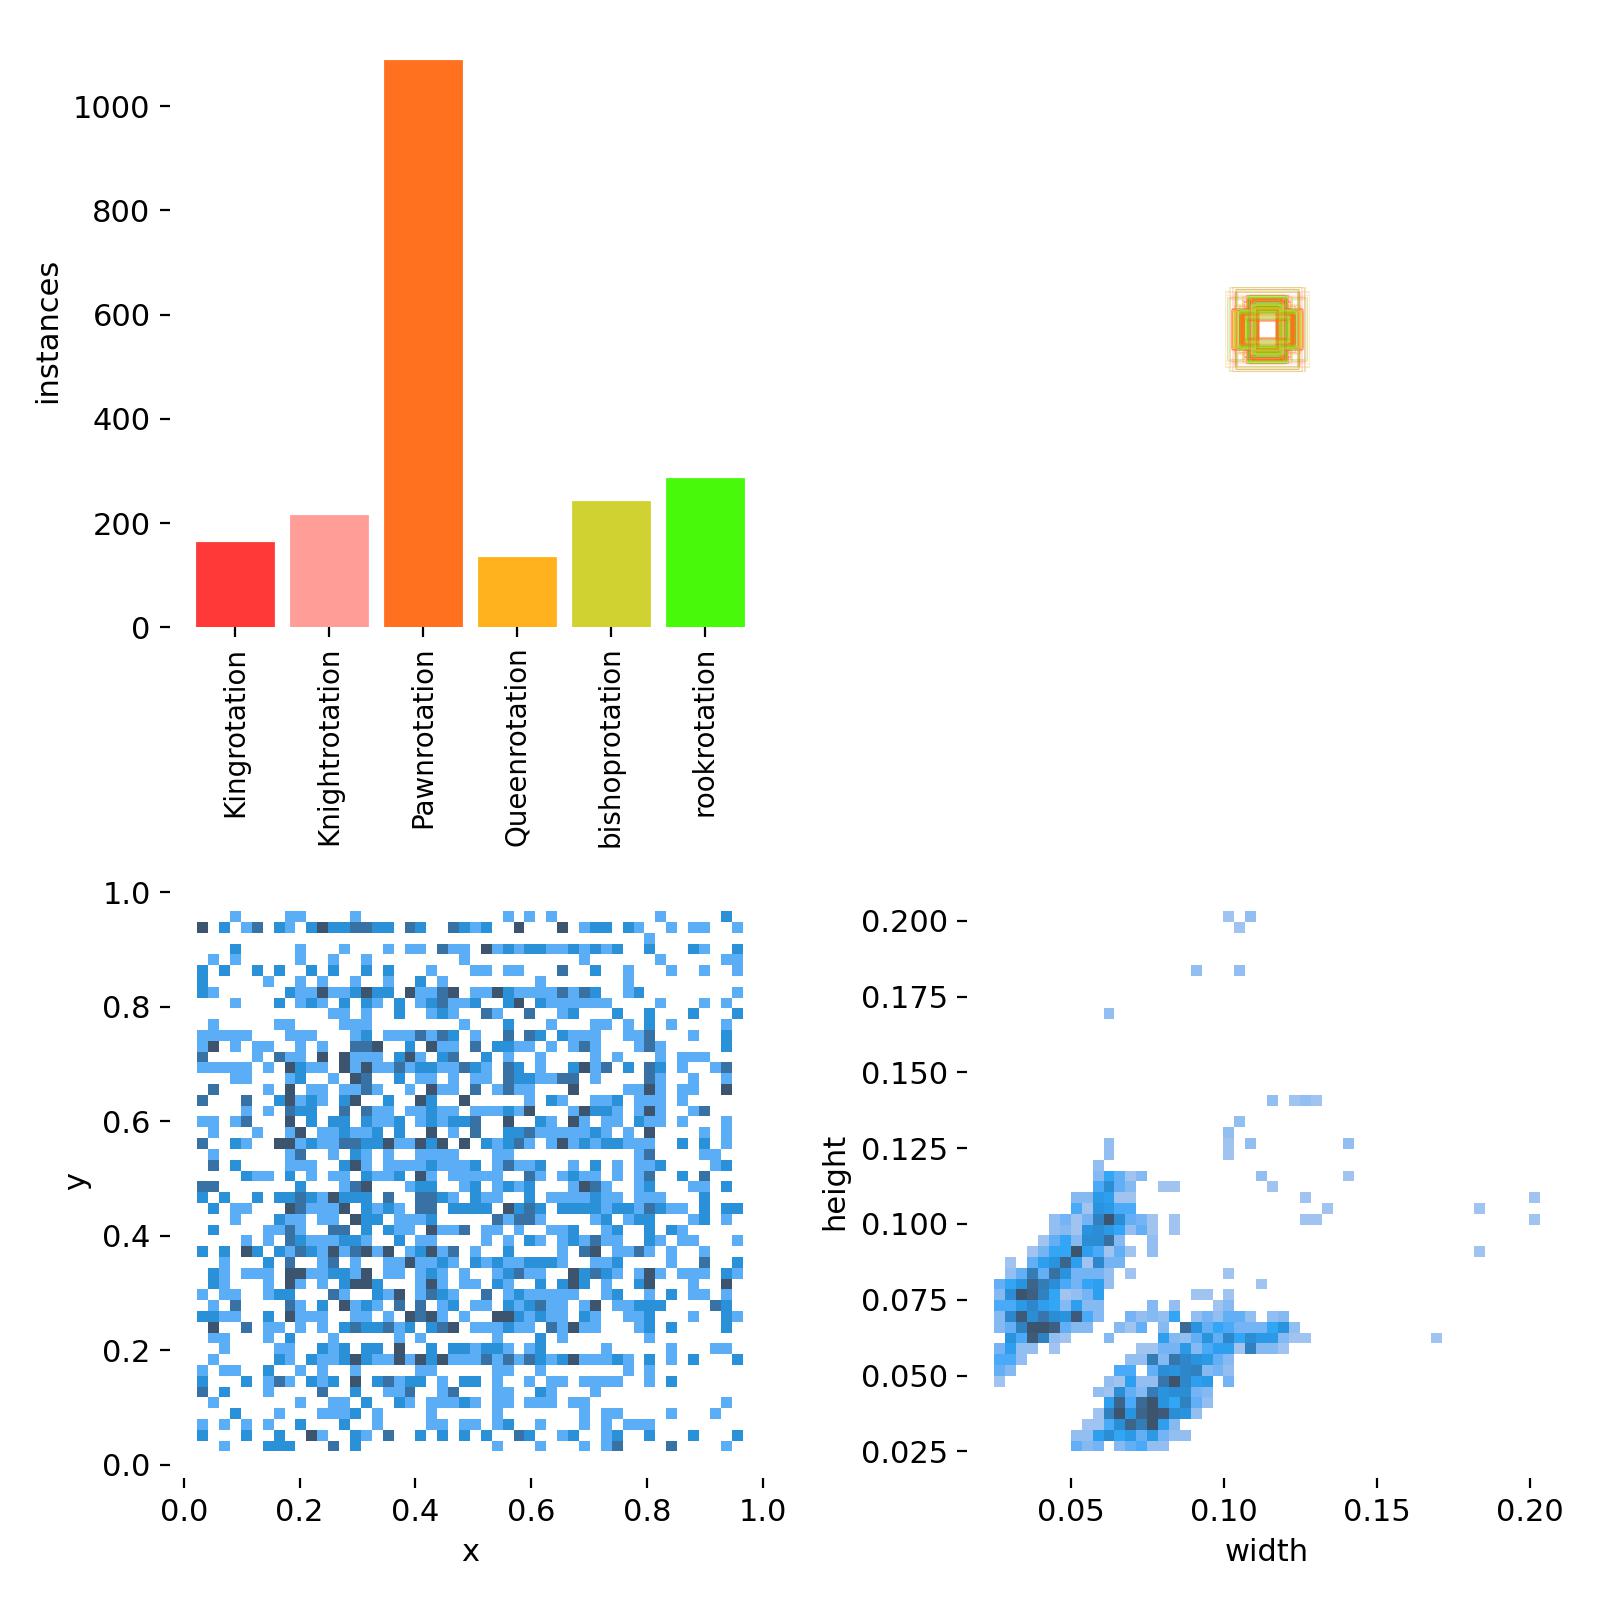 1000
800
600
400
200
0
instances
Kingrotation
Knightrotation
Pawnrotation
Queenrotation
bishoprotation
rookrotation
1.0
0.8
0.6
0.4
0.2
0.0
y
0.0 0.2 0.4 0.6 0.8 1.0
x
0.200
0.175
0.150
0.125
0.100
0.075
0.050
0.025
height
0.05 0.10 0.15 0.20
width